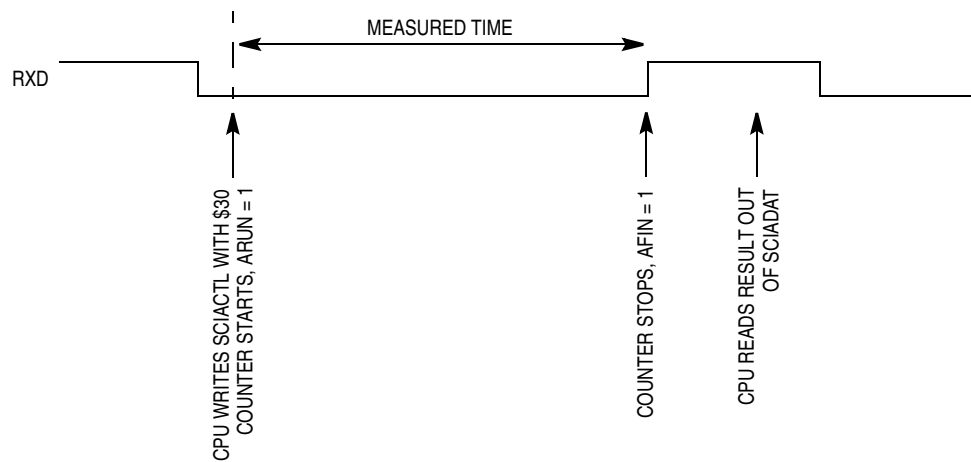 MEASURED TIME
RXD
CPU WRITES SCIACTL WITH $30
COUNTER STARTS, ARUN = 1
COUNTER STOPS, AFIN = 1
CPU READS RESULT OUT
OF SCIADAT